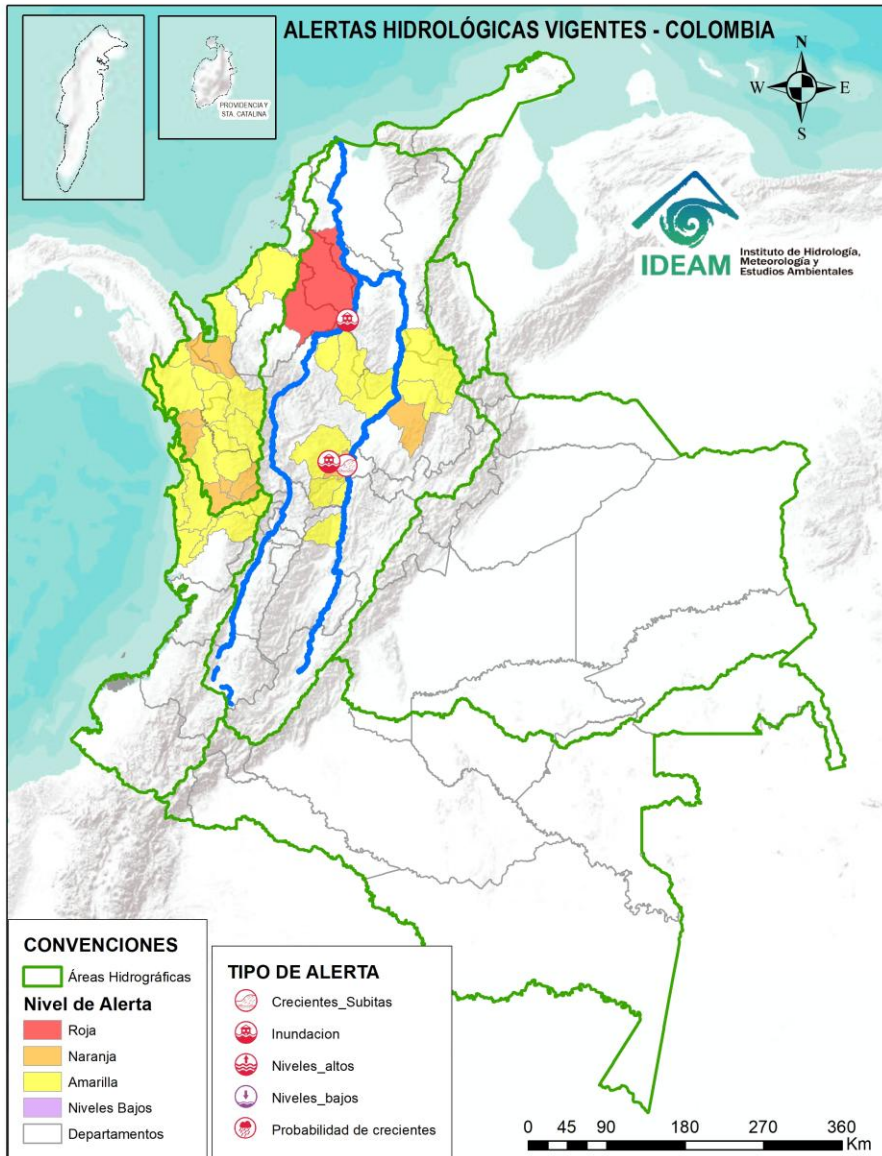 ALERTAS HIDROLÓGICAS VIGENTES - COLOMBIA
PROVIDENCIA Y
STA. CATALINA
N
W
E
S
IDEAM
Instituto de Hidrología,
Meteorología y
Estudios Ambientales
CONVENCIONES
Áreas Hidrográficas
Nivel de Alerta
Roja
Naranja
Amarilla
Niveles Bajos
Departamentos
TIPO DE ALERTA
Crecientes_Subitas
Inundacion
Niveles_altos
Niveles_bajos
Probabilidad de crecientes
0 45 90 180 270 360
Km